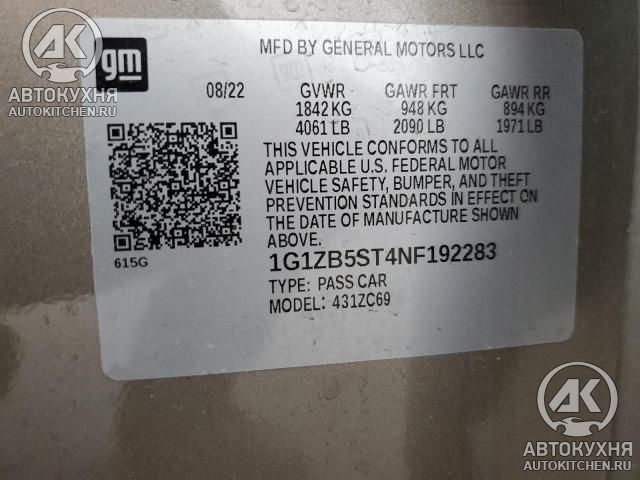 gm
MFD BY GENERAL MOTORS LLC
08/22 GVWR GAWR FRT GAWR RR
1842 KG 948 KG 894 KG
4061 LB 2090 LB 1971 LB
THIS VEHICLE CONFORMS TO ALL
APPLICABLE U.S. FEDERAL MOTOR
VEHICLE SAFETY, BUMPER, AND THEFT
PREVENTION STANDARDS IN EFFECT ON
THE DATE OF MANUFACTURE SHOWN
ABOVE.
615G
1G1ZB5ST4NF192283
TYPE: PASS CAR
MODEL: 431ZC69
АК
АВТОКУХНЯ
AUTOKITCHEN.RU
АК
АВТОКУХНЯ
AUTOKITCHEN.RU